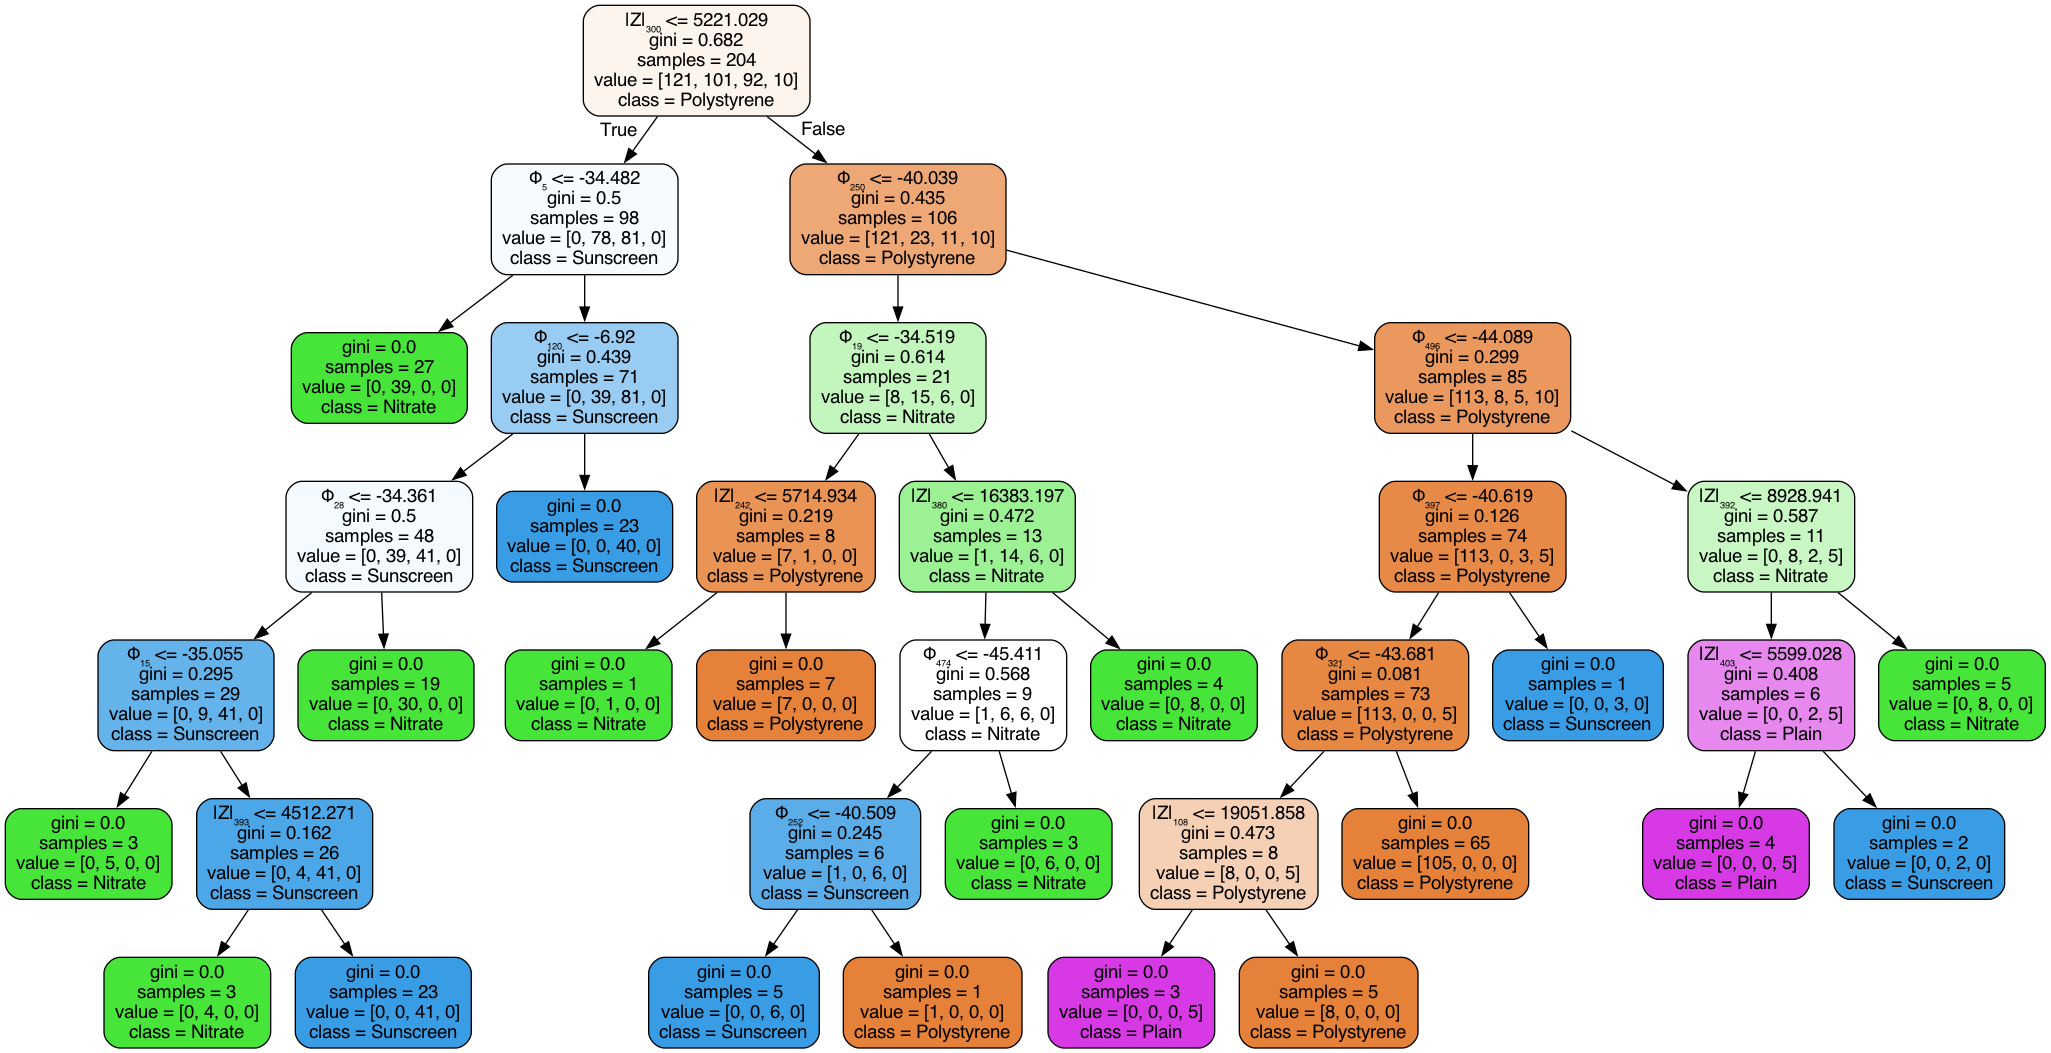 |Z|₃₀₀ <= 5221.029
gini = 0.682
samples = 204
value = [121, 101, 92, 10]
class = Polystyrene
True
False
Φ₅ <= -34.482
gini = 0.5
samples = 98
value = [0, 78, 81, 0]
class = Sunscreen
Φ₂₅₀ <= -40.039
gini = 0.435
samples = 106
value = [121, 23, 11, 10]
class = Polystyrene
gini = 0.0
samples = 27
value = [0, 39, 0, 0]
class = Nitrate
Φ₁₂₀ <= -6.92
gini = 0.439
samples = 71
value = [0, 39, 81, 0]
class = Sunscreen
Φ₁₉ <= -34.519
gini = 0.614
samples = 21
value = [8, 15, 6, 0]
class = Nitrate
Φ₄₉₆ <= -44.089
gini = 0.299
samples = 85
value = [113, 8, 5, 10]
class = Polystyrene
Φ₂₈ <= -34.361
gini = 0.5
samples = 48
value = [0, 39, 41, 0]
class = Sunscreen
gini = 0.0
samples = 23
value = [0, 0, 40, 0]
class = Sunscreen
|Z|₂₄₂ <= 5714.934
gini = 0.219
samples = 8
value = [7, 1, 0, 0]
class = Polystyrene
|Z|₃₈₀ <= 16383.197
gini = 0.472
samples = 13
value = [1, 14, 6, 0]
class = Nitrate
Φ₃₉₇ <= -40.619
gini = 0.126
samples = 74
value = [113, 0, 3, 5]
class = Polystyrene
|Z|₃₉₂ <= 8928.941
gini = 0.587
samples = 11
value = [0, 8, 2, 5]
class = Nitrate
Φ₁₅ <= -35.055
gini = 0.295
samples = 29
value = [0, 9, 41, 0]
class = Sunscreen
gini = 0.0
samples = 19
value = [0, 30, 0, 0]
class = Nitrate
gini = 0.0
samples = 1
value = [0, 1, 0, 0]
class = Nitrate
gini = 0.0
samples = 7
value = [7, 0, 0, 0]
class = Polystyrene
Φ₄₇₄ <= -45.411
gini = 0.568
samples = 9
value = [1, 6, 6, 0]
class = Nitrate
gini = 0.0
samples = 4
value = [0, 8, 0, 0]
class = Nitrate
Φ₃₂₁ <= -43.681
gini = 0.081
samples = 73
value = [113, 0, 0, 5]
class = Polystyrene
gini = 0.0
samples = 1
value = [0, 0, 3, 0]
class = Sunscreen
|Z|₄₀₃ <= 5599.028
gini = 0.408
samples = 6
value = [0, 0, 2, 5]
class = Plain
gini = 0.0
samples = 5
value = [0, 8, 0, 0]
class = Nitrate
gini = 0.0
samples = 3
value = [0, 5, 0, 0]
class = Nitrate
|Z|₃₉₃ <= 4512.271
gini = 0.162
samples = 26
value = [0, 4, 41, 0]
class = Sunscreen
Φ₂₅₂ <= -40.509
gini = 0.245
samples = 6
value = [1, 0, 6, 0]
class = Sunscreen
gini = 0.0
samples = 3
value = [0, 6, 0, 0]
class = Nitrate
|Z|₁₀₈ <= 19051.858
gini = 0.473
samples = 8
value = [8, 0, 0, 5]
class = Polystyrene
gini = 0.0
samples = 65
value = [105, 0, 0, 0]
class = Polystyrene
gini = 0.0
samples = 4
value = [0, 0, 0, 5]
class = Plain
gini = 0.0
samples = 2
value = [0, 0, 2, 0]
class = Sunscreen
gini = 0.0
samples = 3
value = [0, 4, 0, 0]
class = Nitrate
gini = 0.0
samples = 23
value = [0, 0, 41, 0]
class = Sunscreen
gini = 0.0
samples = 5
value = [0, 0, 6, 0]
class = Sunscreen
gini = 0.0
samples = 1
value = [1, 0, 0, 0]
class = Polystyrene
gini = 0.0
samples = 3
value = [0, 0, 0, 5]
class = Plain
gini = 0.0
samples = 5
value = [8, 0, 0, 0]
class = Polystyrene